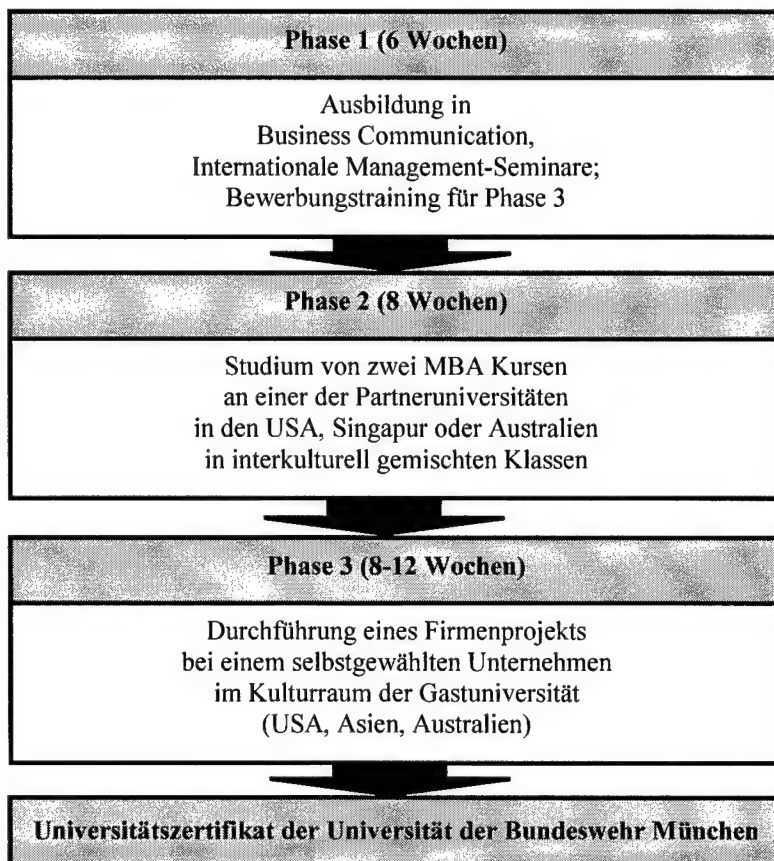 Phase 1 (6 Wochen)
Ausbildung in
Business Communication,
Internationale Management-Seminare;
Bewerbungstraining für Phase 3
Phase 2 (8 Wochen)
Studium von zwei MBA Kursen
an einer der Partneruniversitäten
in den USA, Singapur oder Australien
in interkulturell gemischten Klassen
Phase 3 (8-12 Wochen)
Durchführung eines Firmenprojekts
bei einem selbstgewählten Unternehmen
im Kulturraum der Gastuniversität
(USA, Asien, Australien)
Universitätszertifikat der Universität der Bundeswehr München